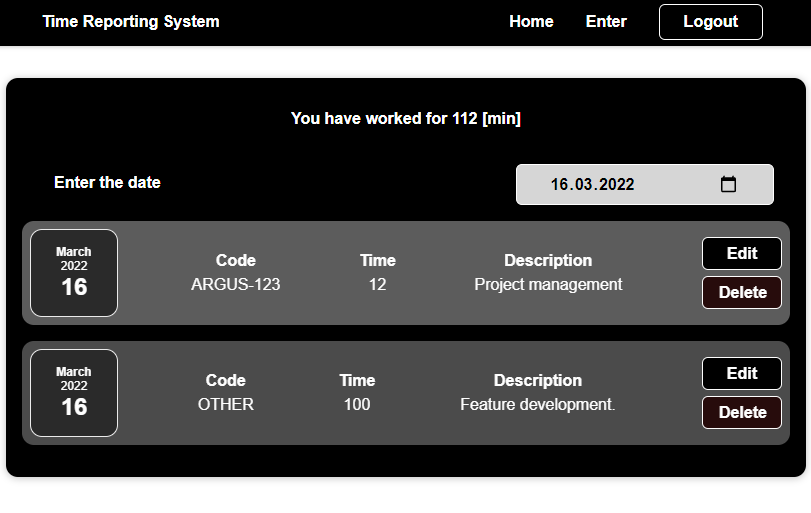 Time Reporting System Home Enter Logout
You have worked for 112 [min]
Enter the date 16.03.2022
March
2022
16
Code Time Description
ARGUS-123 12 Project management
Edit
Delete
March
2022
16
Code Time Description
OTHER 100 Feature development.
Edit
Delete